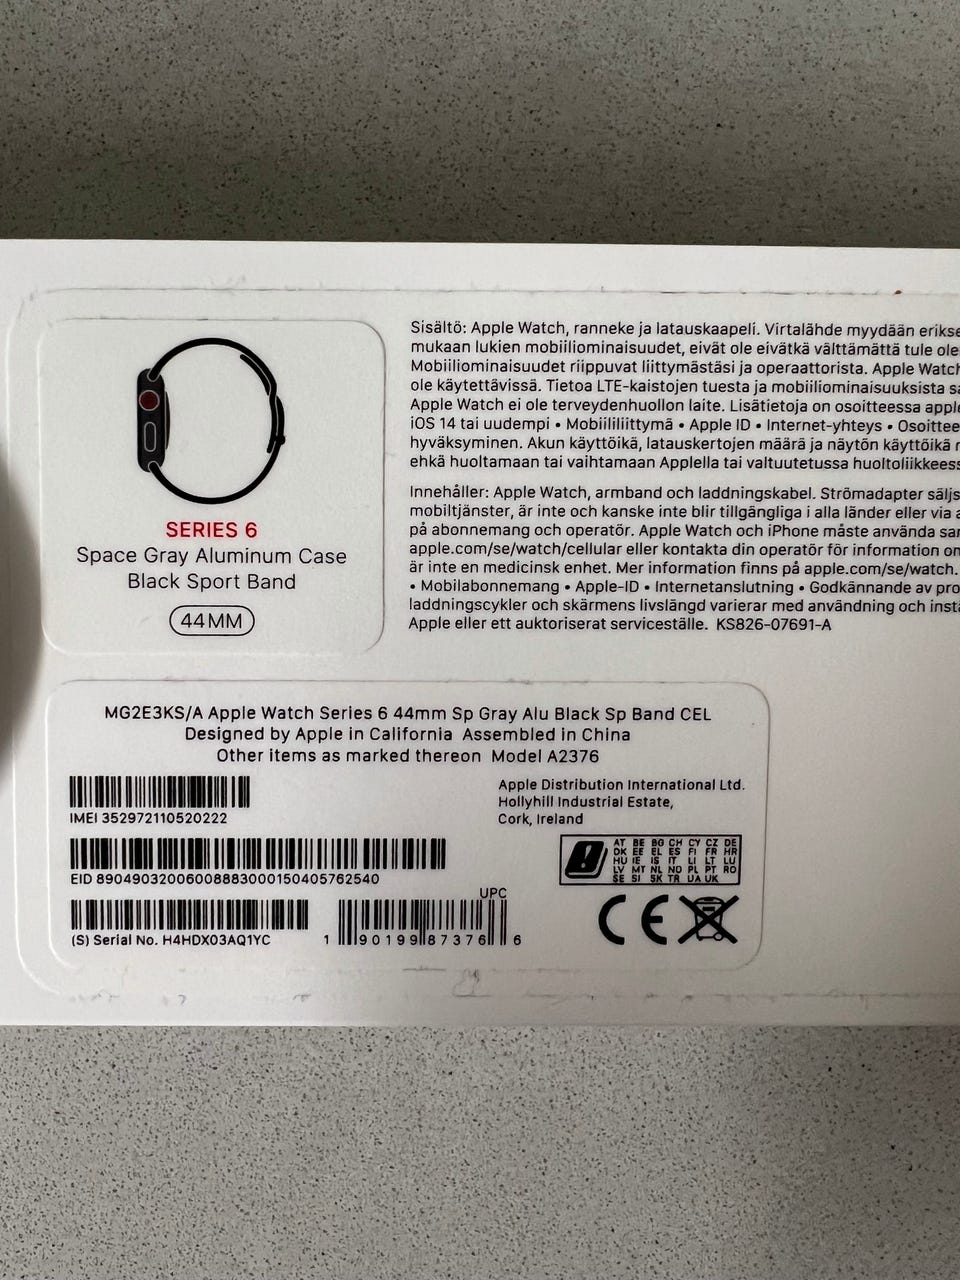 Sisältö: Apple Watch, ranneke ja latauskaapeli. Virtalähde myydään
mukaan lukien mobiiliominaisuudet, eivät ole eivätkä välttämättä tule
Mobiiliominaisuudet riippuvat liittymästäsi ja operaattorista. Apple Watch
ole käytettävissä. Tietoa LTE-kaistojen tuesta ja mobiiliominaisuuksista
Apple Watch ei ole terveydenhuollon laite. Lisätietoja on osoitteessa
iOS 14 tai uudempi • Mobiililiittymä • Apple ID • Internet-yhteys •
hyväksyminen. Akun käyttöikä, latauskertojen määrä ja näytön käyttöikä
ehkä huoltamaan tai vaihtamaan Applella tai valtuutetussa
Innehåller: Apple Watch, armband och laddningskabel. Strömadapter
mobiltjänster, är inte och kanske inte blir tillgängliga i alla länder eller via
på abonnemang och operatör. Apple Watch och iPhone måste använda
apple.com/se/watch/cellular eller kontakta din operatör för information
är inte en medicinsk enhet. Mer information finns på apple.com/se/watch.
• Mobilabonnemang • Apple-ID • Internetanslutning • Godkännande av
laddningscykler och skärmens livslängd varierar med användning och
Apple eller ett auktoriserat serviceställe. KS826-07691-A
SERIES 6
Space Gray Aluminum Case
Black Sport Band
44MM
MG2E3KS/A Apple Watch Series 6 44mm Sp Gray Alu Black Sp Band CEL
Designed by Apple in California Assembled in China
Other items as marked thereon Model A2376
IMEI 352972110520222
EID 89049032006008883000150405762540
(S) Serial No. H4HDX03AQ1YC
UPC
1 90199 87376 6
Apple Distribution International Ltd.
Hollyhill Industrial Estate,
Cork, Ireland
AT BE BG CH CY CZ DE
DK EE EL ES FI FR HR
HU IE IS IT LI LT LU
LV MT NL NO PL PT RO
SE SI SK TR UA UK
CE